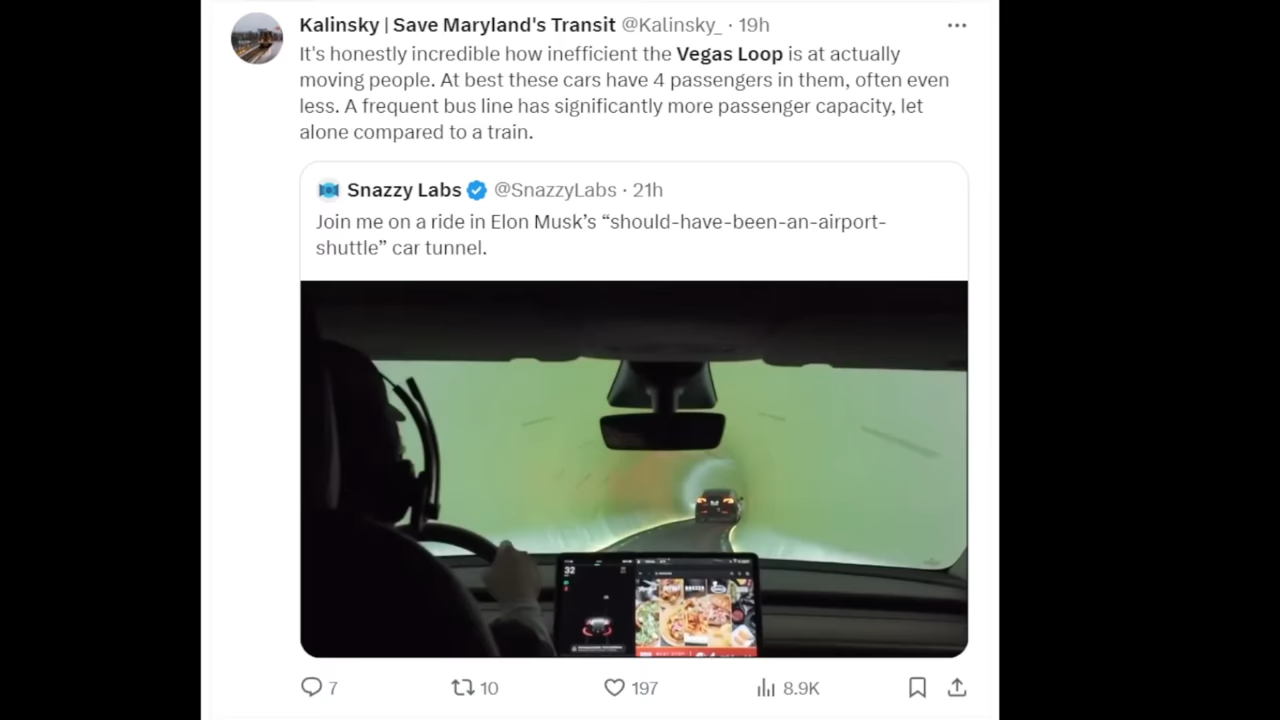 Kalinsky | Save Maryland's Transit @Kalinsky_ · 19h
It's honestly incredible how inefficient the Vegas Loop is at actually
moving people. At best these cars have 4 passengers in them, often even
less. A frequent bus line has significantly more passenger capacity, let
alone compared to a train.
Snazzy Labs @SnazzyLabs · 21h
Join me on a ride in Elon Musk’s “should-have-been-an-airport-
shuttle” car tunnel.
32
7 10 197 8.9K